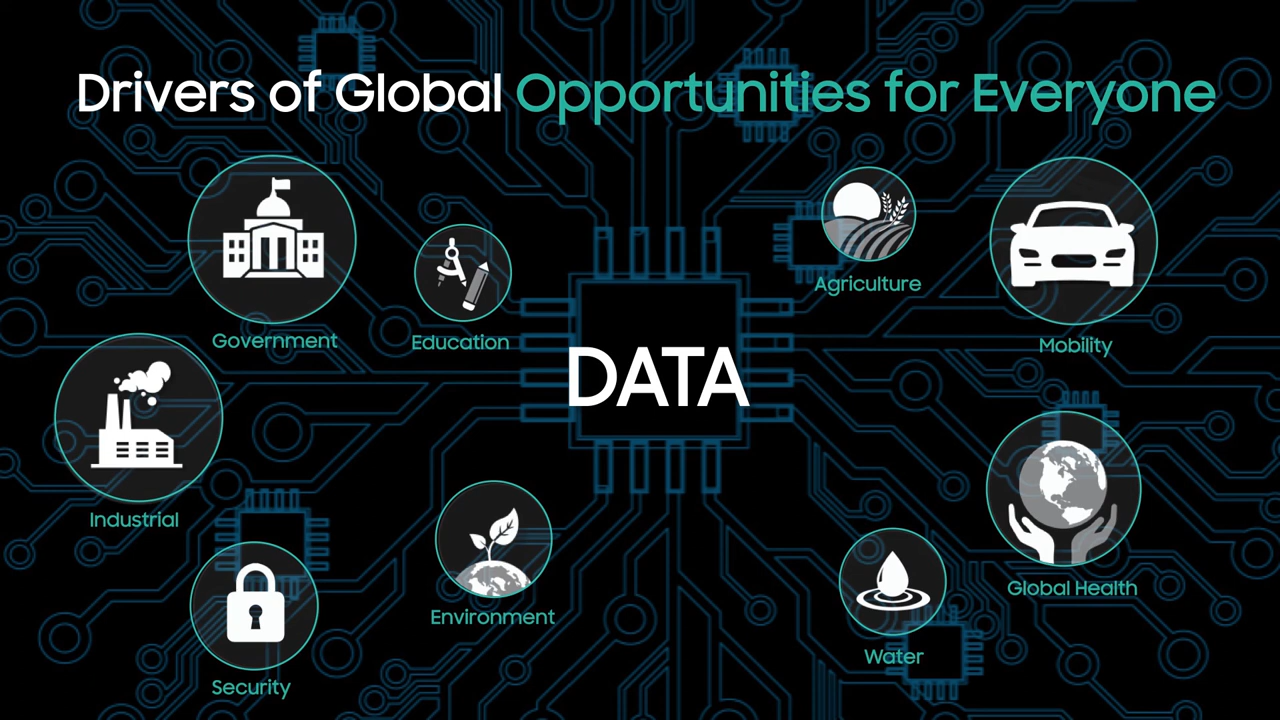 Drivers of Global Opportunities for Everyone
Government
Education
Agriculture
Mobility
DATA
Industrial
Environment
Global Health
Security
Water